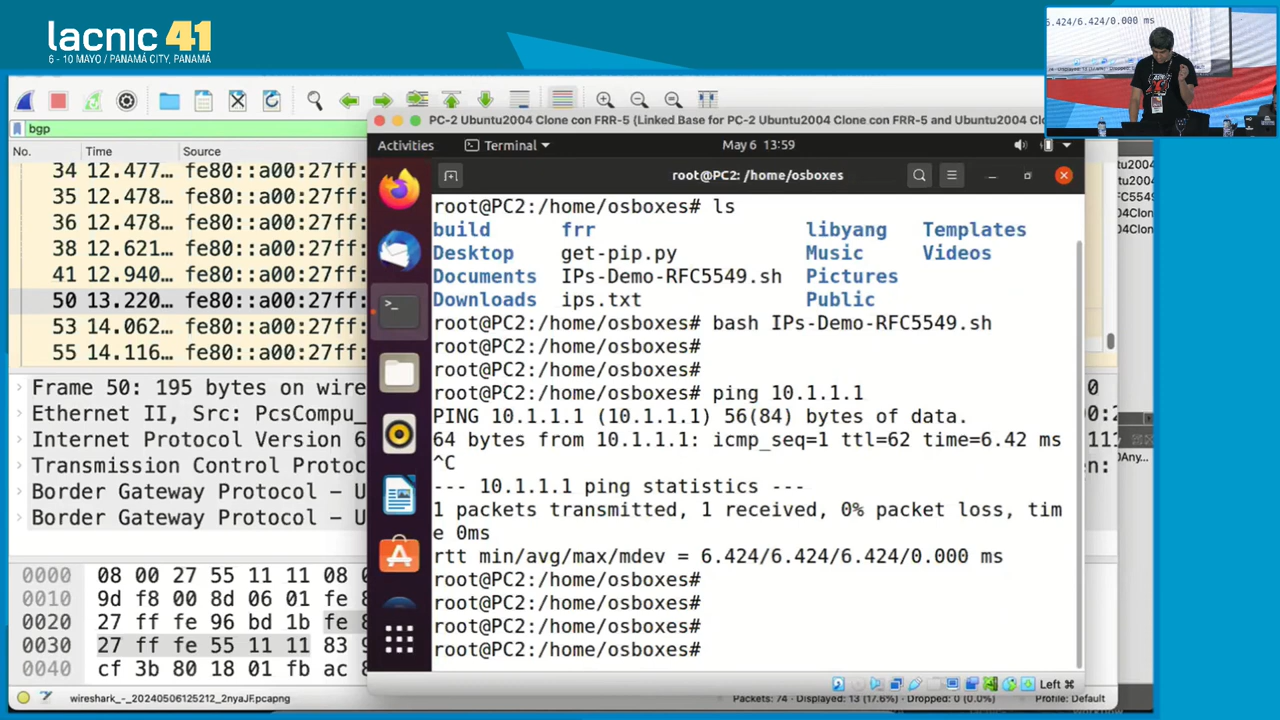 lacnic 41
6 - 10 MAYO / PANAMÁ CITY, PANAMÁ
6.424/6.424/0.000 ms
bgp
No. Time Source
34 12.477… fe80::a00:27ff:
35 12.478… fe80::a00:27ff:
36 12.478… fe80::a00:27ff:
38 12.621… fe80::a00:27ff:
41 12.940… fe80::a00:27ff:
50 13.220… fe80::a00:27ff:
53 14.062… fe80::a00:27ff:
55 14.116… fe80::a00:27ff:
Frame 50: 195 bytes on wire
Ethernet II, Src: PcsCompu_
Internet Protocol Version 6
Transmission Control Protoc
Border Gateway Protocol – U
Border Gateway Protocol – U
0000 08 00 27 55 11 11 08 0
0010 9d f8 00 8d 06 01 fe 8
0020 27 ff fe 96 bd 1b fe 8
0030 27 ff fe 55 11 11 83 9
0040 cf 3b 80 18 01 fb ac 8
wireshark_-_20240506125212_2nyaJF.pcapng
Packets: 74 · Displayed: 13 (17.6%) · Dropped: 0 (0.0%)
Profile: Default
PC-2 Ubuntu2004 Clone con FRR-5 (Linked Base for PC-2 Ubuntu2004 Clone con FRR-5 and Ubuntu2004 Clon
Activities Terminal May 6 13:59
root@PC2: /home/osboxes
root@PC2:/home/osboxes# ls
build frr libyang Templates
Desktop get-pip.py Music Videos
Documents IPs-Demo-RFC5549.sh Pictures
Downloads ips.txt Public
root@PC2:/home/osboxes# bash IPs-Demo-RFC5549.sh
root@PC2:/home/osboxes#
root@PC2:/home/osboxes#
root@PC2:/home/osboxes# ping 10.1.1.1
PING 10.1.1.1 (10.1.1.1) 56(84) bytes of data.
64 bytes from 10.1.1.1: icmp_seq=1 ttl=62 time=6.42 ms
^C
--- 10.1.1.1 ping statistics ---
1 packets transmitted, 1 received, 0% packet loss, tim
e 0ms
rtt min/avg/max/mdev = 6.424/6.424/6.424/0.000 ms
root@PC2:/home/osboxes#
root@PC2:/home/osboxes#
root@PC2:/home/osboxes#
root@PC2:/home/osboxes#
Left ⌘